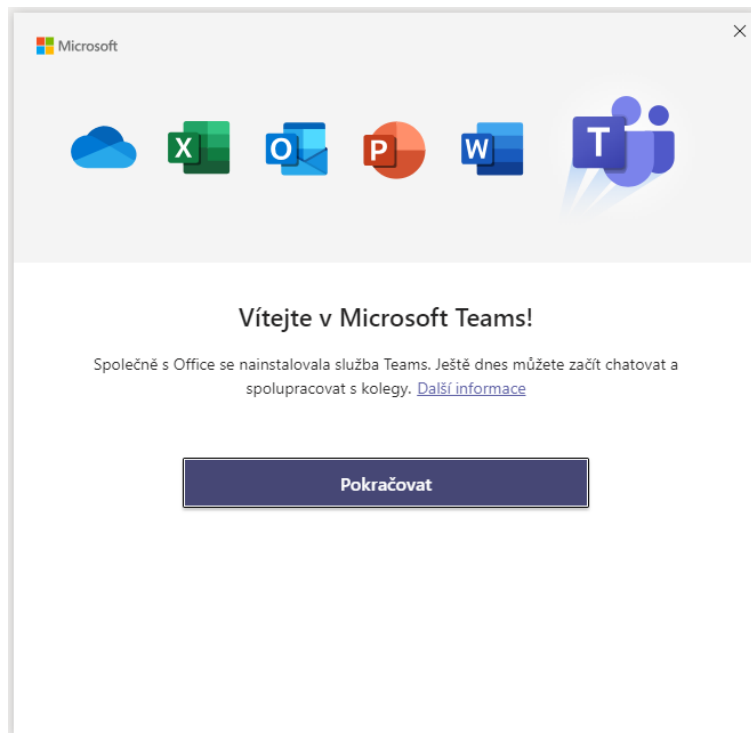 Microsoft
X
O
P
W
T
Vítejte v Microsoft Teams!
Společně s Office se nainstalovala služba Teams. Ještě dnes můžete začít chatovat a
spolupracovat s kolegy. Další informace
Pokračovat